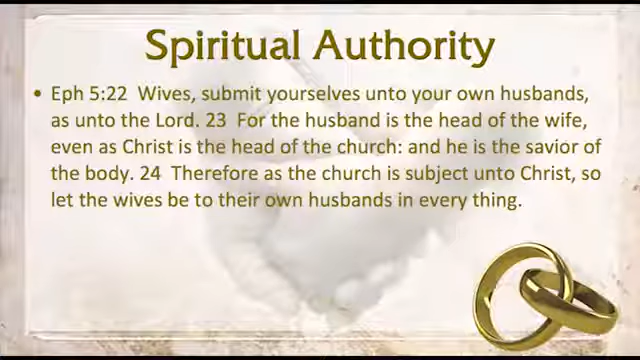 Spiritual Authority
• Eph 5:22  Wives, submit yourselves unto your own husbands,
as unto the Lord. 23  For the husband is the head of the wife,
even as Christ is the head of the church: and he is the savior of
the body. 24  Therefore as the church is subject unto Christ, so
let the wives be to their own husbands in every thing.